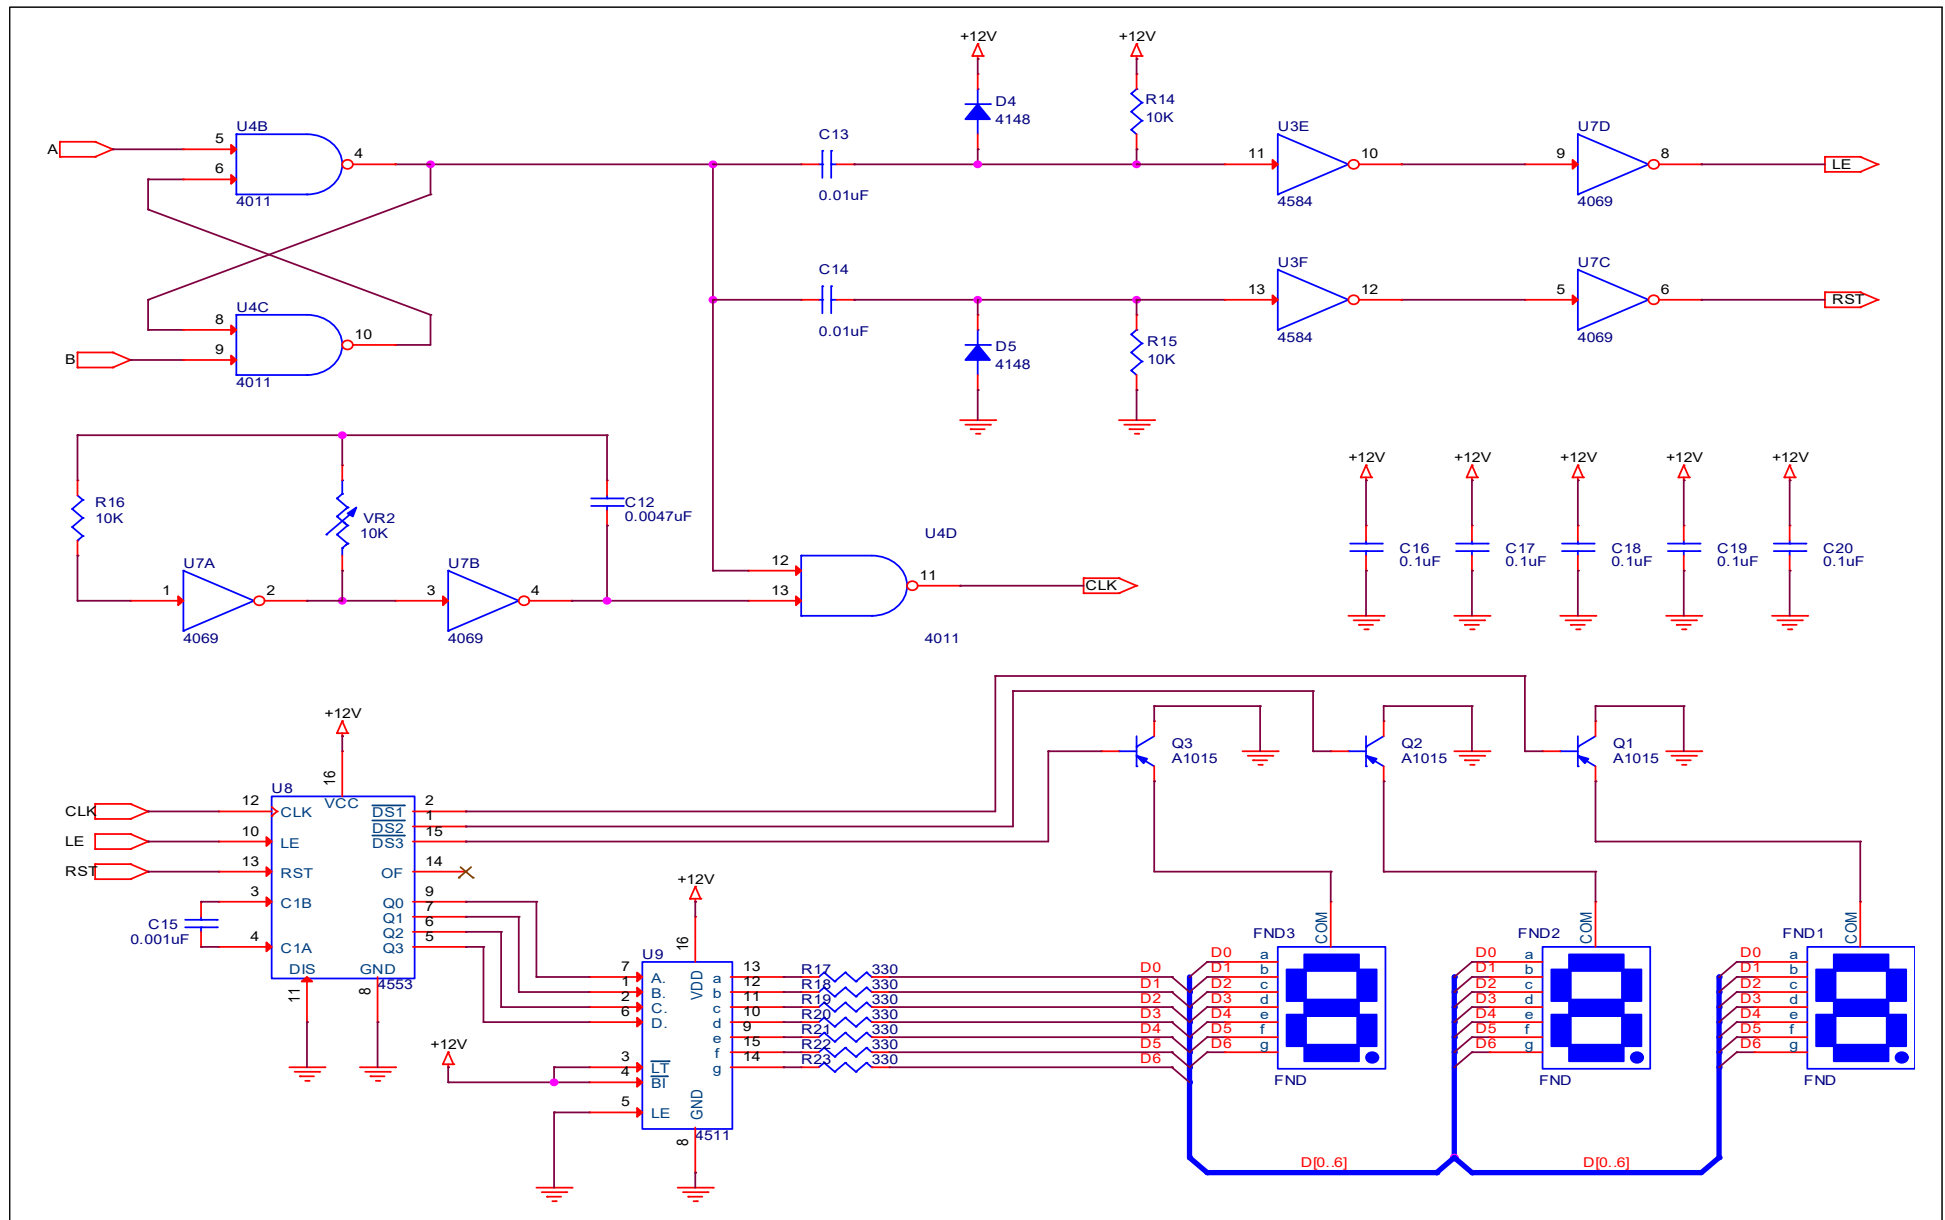 +12V
+12V
D4
4148
R14
10K
A
5
6
U4B
4
4011
C13
0.01uF
11
U3E
10
4584
9
U7D
8
4069
LE
8
9
U4C
10
4011
B
C14
0.01uF
D5
4148
R15
10K
13
U3F
12
4584
5
U7C
6
4069
RST
R16
10K
VR2
10K
C12
0.0047uF
1
U7A
2
4069
3
U7B
4
4069
12
13
U4D
11
4011
CLK
+12V
+12V
+12V
+12V
+12V
C16
0.1uF
C17
0.1uF
C18
0.1uF
C19
0.1uF
C20
0.1uF
Q3
A1015
Q2
A1015
Q1
A1015
+12V
16
U8
VCC
CLK
12
CLK
LE
10
LE
RST
13
RST
3
C1B
C15
0.001uF
4
C1A
DIS
11
GND
8
4553
DS1
2
DS2
1
DS3
15
OF
14
Q0
9
Q1
7
Q2
6
Q3
5
+12V
16
U9
VDD
7
A.
1
B.
2
C.
6
D.
+12V
3
LT
4
BI
5
LE
GND
8
4511
a
13
R17
330
D0
b
12
R18
330
D1
c
11
R19
330
D2
d
10
R20
330
D3
e
9
R21
330
D4
f
15
R22
330
D5
g
14
R23
330
D6
FND3
COM
D0
a
D1
b
D2
c
D3
d
D4
e
D5
f
D6
g
FND
FND2
COM
D0
a
D1
b
D2
c
D3
d
D4
e
D5
f
D6
g
FND
FND1
COM
D0
a
D1
b
D2
c
D3
d
D4
e
D5
f
D6
g
FND
D[0..6]
D[0..6]